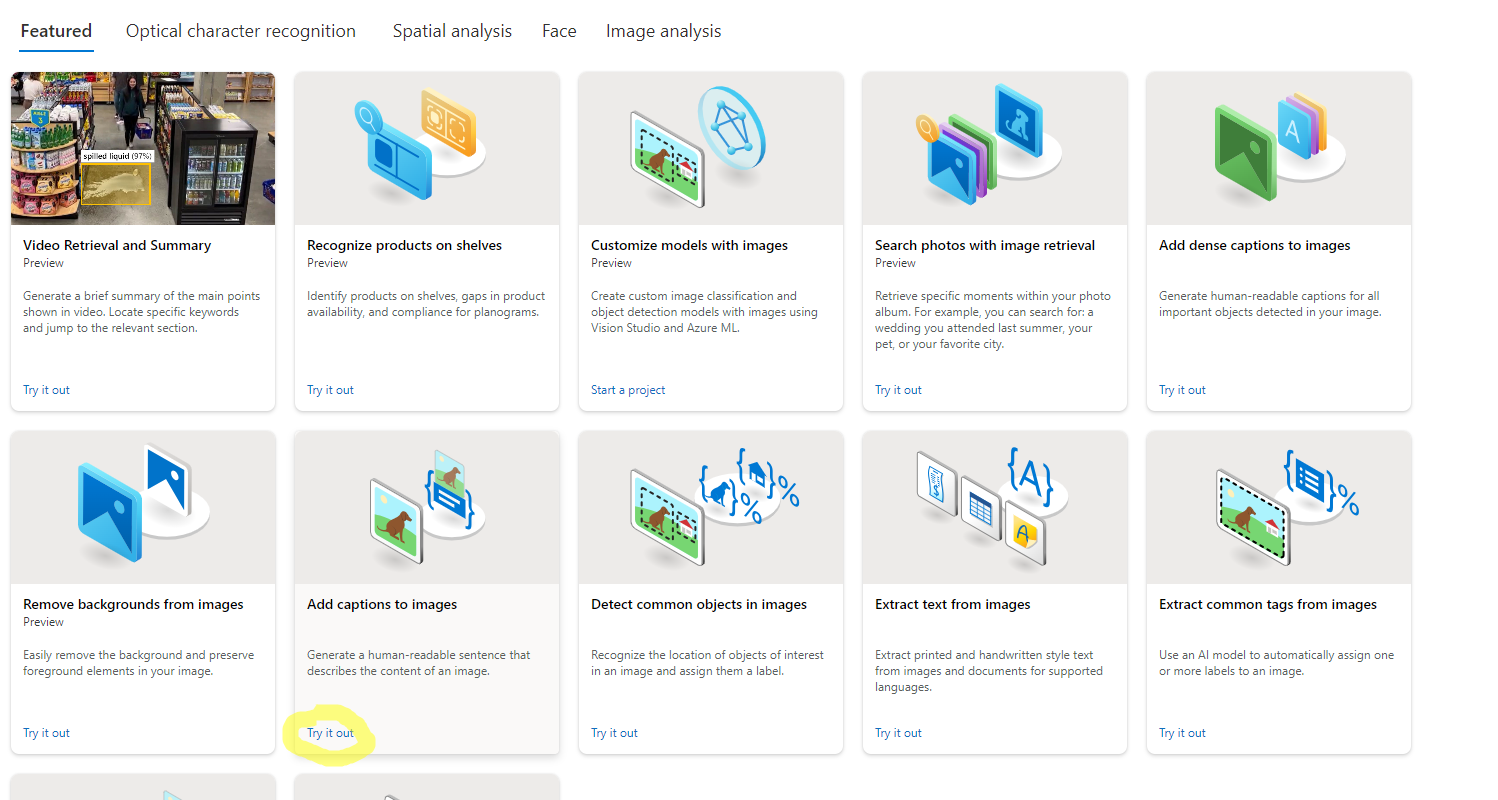 Featured Optical character recognition Spatial analysis Face Image analysis
AISLE 3
spilled liquid (97%)
Video Retrieval and Summary
Preview
Generate a brief summary of the main points
shown in video. Locate specific keywords
and jump to the relevant section.
Try it out
Recognize products on shelves
Preview
Identify products on shelves, gaps in product
availability, and compliance for planograms.
Try it out
Customize models with images
Preview
Create custom image classification and
object detection models with images using
Vision Studio and Azure ML.
Start a project
Search photos with image retrieval
Preview
Retrieve specific moments within your photo
album. For example, you can search for: a
wedding you attended last summer, your
pet, or your favorite city.
Try it out
A
Add dense captions to images
Generate human-readable captions for all
important objects detected in your image.
Try it out
Remove backgrounds from images
Preview
Easily remove the background and preserve
foreground elements in your image.
Try it out
{ }
Add captions to images
Generate a human-readable sentence that
describes the content of an image.
Try it out
{ }% { }%
Detect common objects in images
Recognize the location of objects of interest
in an image and assign them a label.
Try it out
$ {A} A
Extract text from images
Extract printed and handwritten style text
from images and documents for supported
languages.
Try it out
{ }%
Extract common tags from images
Use an AI model to automatically assign one
or more labels to an image.
Try it out